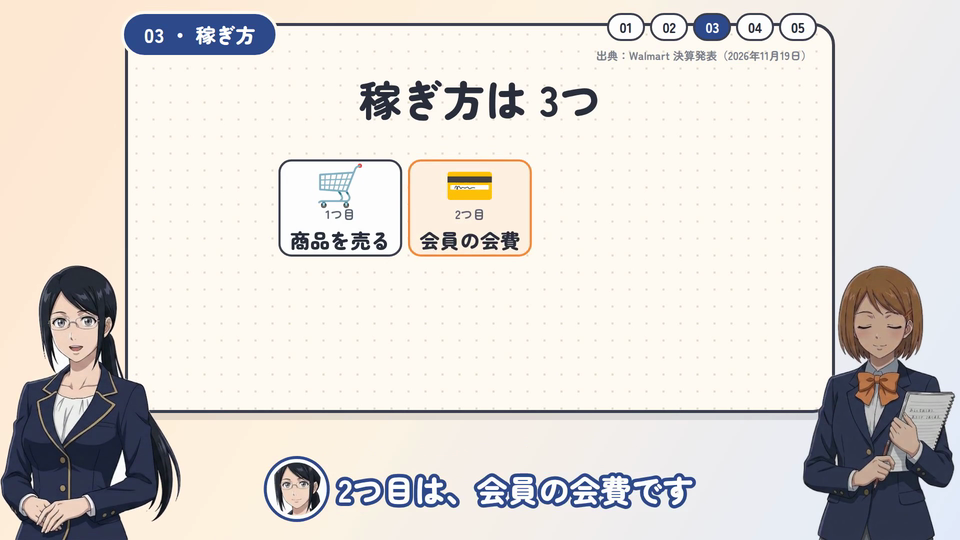 03 ・ 稼ぎ方
01 02 03 04 05
出典：Walmart 決算発表（2026年11月19日）
稼ぎ方は 3つ
1つ目
商品を売る
2つ目
会員の会費
2つ目は、会員の会費です